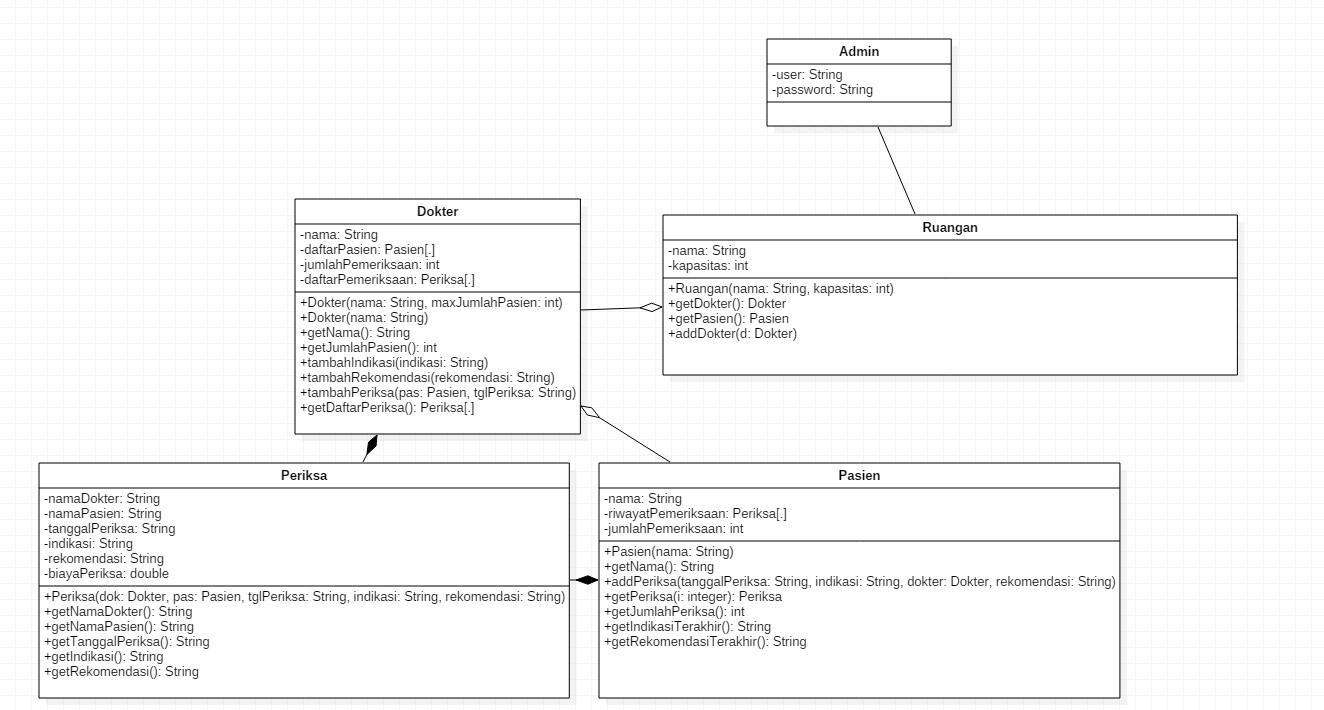 Admin
-user: String
-password: String
Dokter
-nama: String
-daftarPasien: Pasien[.]
-jumlahPemeriksaan: int
-daftarPemeriksaan: Periksa[.]
+Dokter(nama: String, maxJumlahPasien: int)
+Dokter(nama: String)
+getNama(): String
+getJumlahPasien(): int
+tambahIndikasi(indikasi: String)
+tambahRekomendasi(rekomendasi: String)
+tambahPeriksa(pas: Pasien, tglPeriksa: String)
+getDaftarPeriksa(): Periksa[.]
Ruangan
-nama: String
-kapasitas: int
+Ruangan(nama: String, kapasitas: int)
+getDokter(): Dokter
+getPasien(): Pasien
+addDokter(d: Dokter)
Periksa
-namaDokter: String
-namaPasien: String
-tanggalPeriksa: String
-indikasi: String
-rekomendasi: String
-biayaPeriksa: double
+Periksa(dok: Dokter, pas: Pasien, tglPeriksa: String, indikasi: String, rekomendasi: String)
+getNamaDokter(): String
+getNamaPasien(): String
+getTanggalPeriksa(): String
+getIndikasi(): String
+getRekomendasi(): String
Pasien
-nama: String
-riwayatPemeriksaan: Periksa[.]
-jumlahPemeriksaan: int
+Pasien(nama: String)
+getNama(): String
+addPeriksa(tanggalPeriksa: String, indikasi: String, dokter: Dokter, rekomendasi: String)
+getPeriksa(i: integer): Periksa
+getJumlahPeriksa(): int
+getIndikasiTerakhir(): String
+getRekomendasiTerakhir(): String